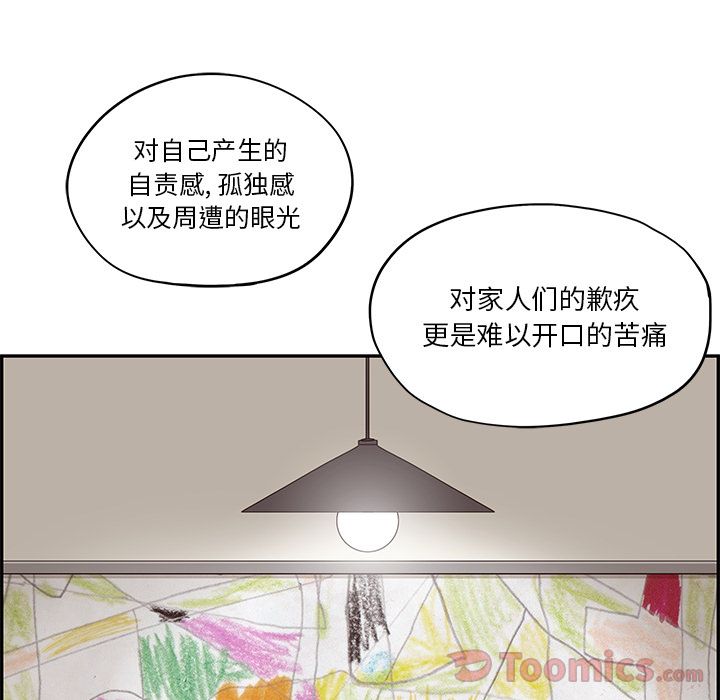 对自己产生的
自责感, 孤独感
以及周遭的眼光
对家人们的歉疚
更是难以开口的苦痛
Toomics.com